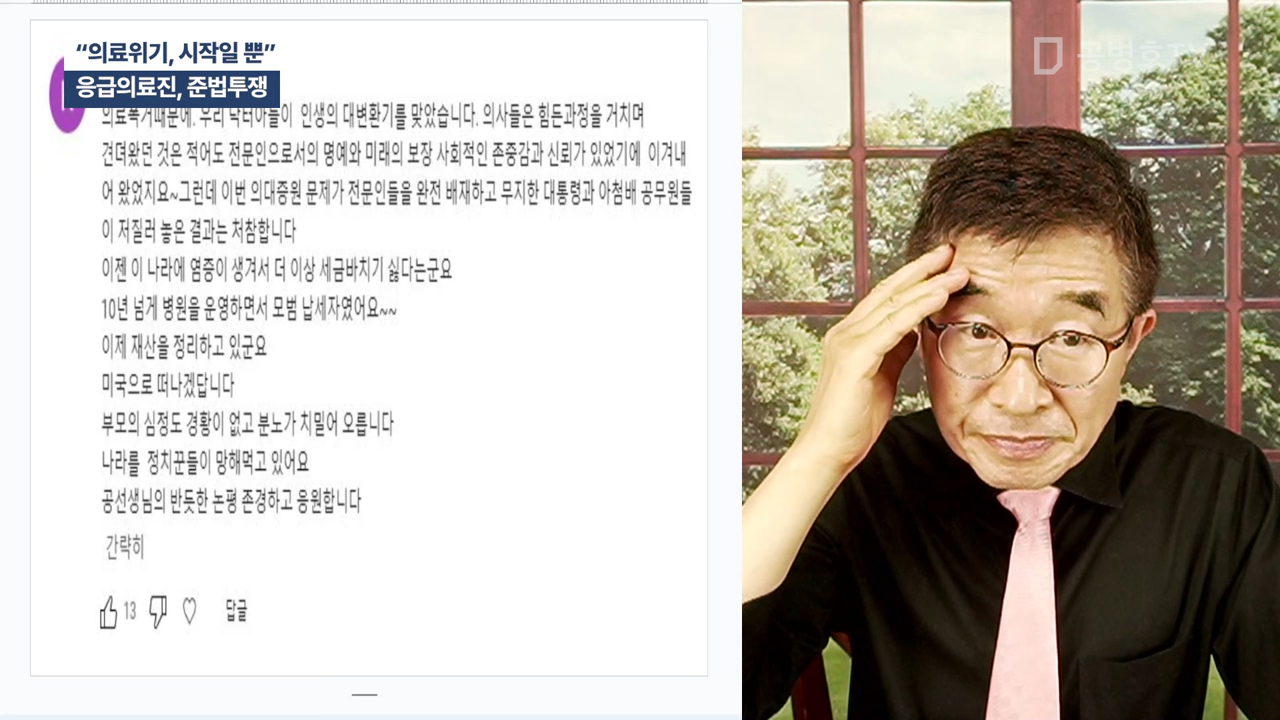 “의료위기, 시작일 뿐”
응급의료진, 준법투쟁
의료폭거때문에. 우리 닥터아들이 인생의 대변환기를 맞았습니다. 의사들은 힘든과정을 거치며
견뎌왔던 것은 적어도 전문인으로서의 명예와 미래의 보장 사회적인 존중감과 신뢰가 있었기에 이겨내
어 왔었지요~그런데 이번 의대증원 문제가 전문인들을 완전 배재하고 무지한 대통령과 아첨배 공무원들
이 저질러 놓은 결과는 처참합니다
이젠 이 나라에 염증이 생겨서 더 이상 세금바치기 싫다는군요
10년 넘게 병원을 운영하면서 모범 납세자였어요~~
이제 재산을 정리하고 있군요
미국으로 떠나겠답니다
부모의 심정도 경황이 없고 분노가 치밀어 오릅니다
나라를 정치꾼들이 망해먹고 있어요
공선생님의 반듯한 논평 존경하고 응원합니다
간략히
13 답글
공병호TV